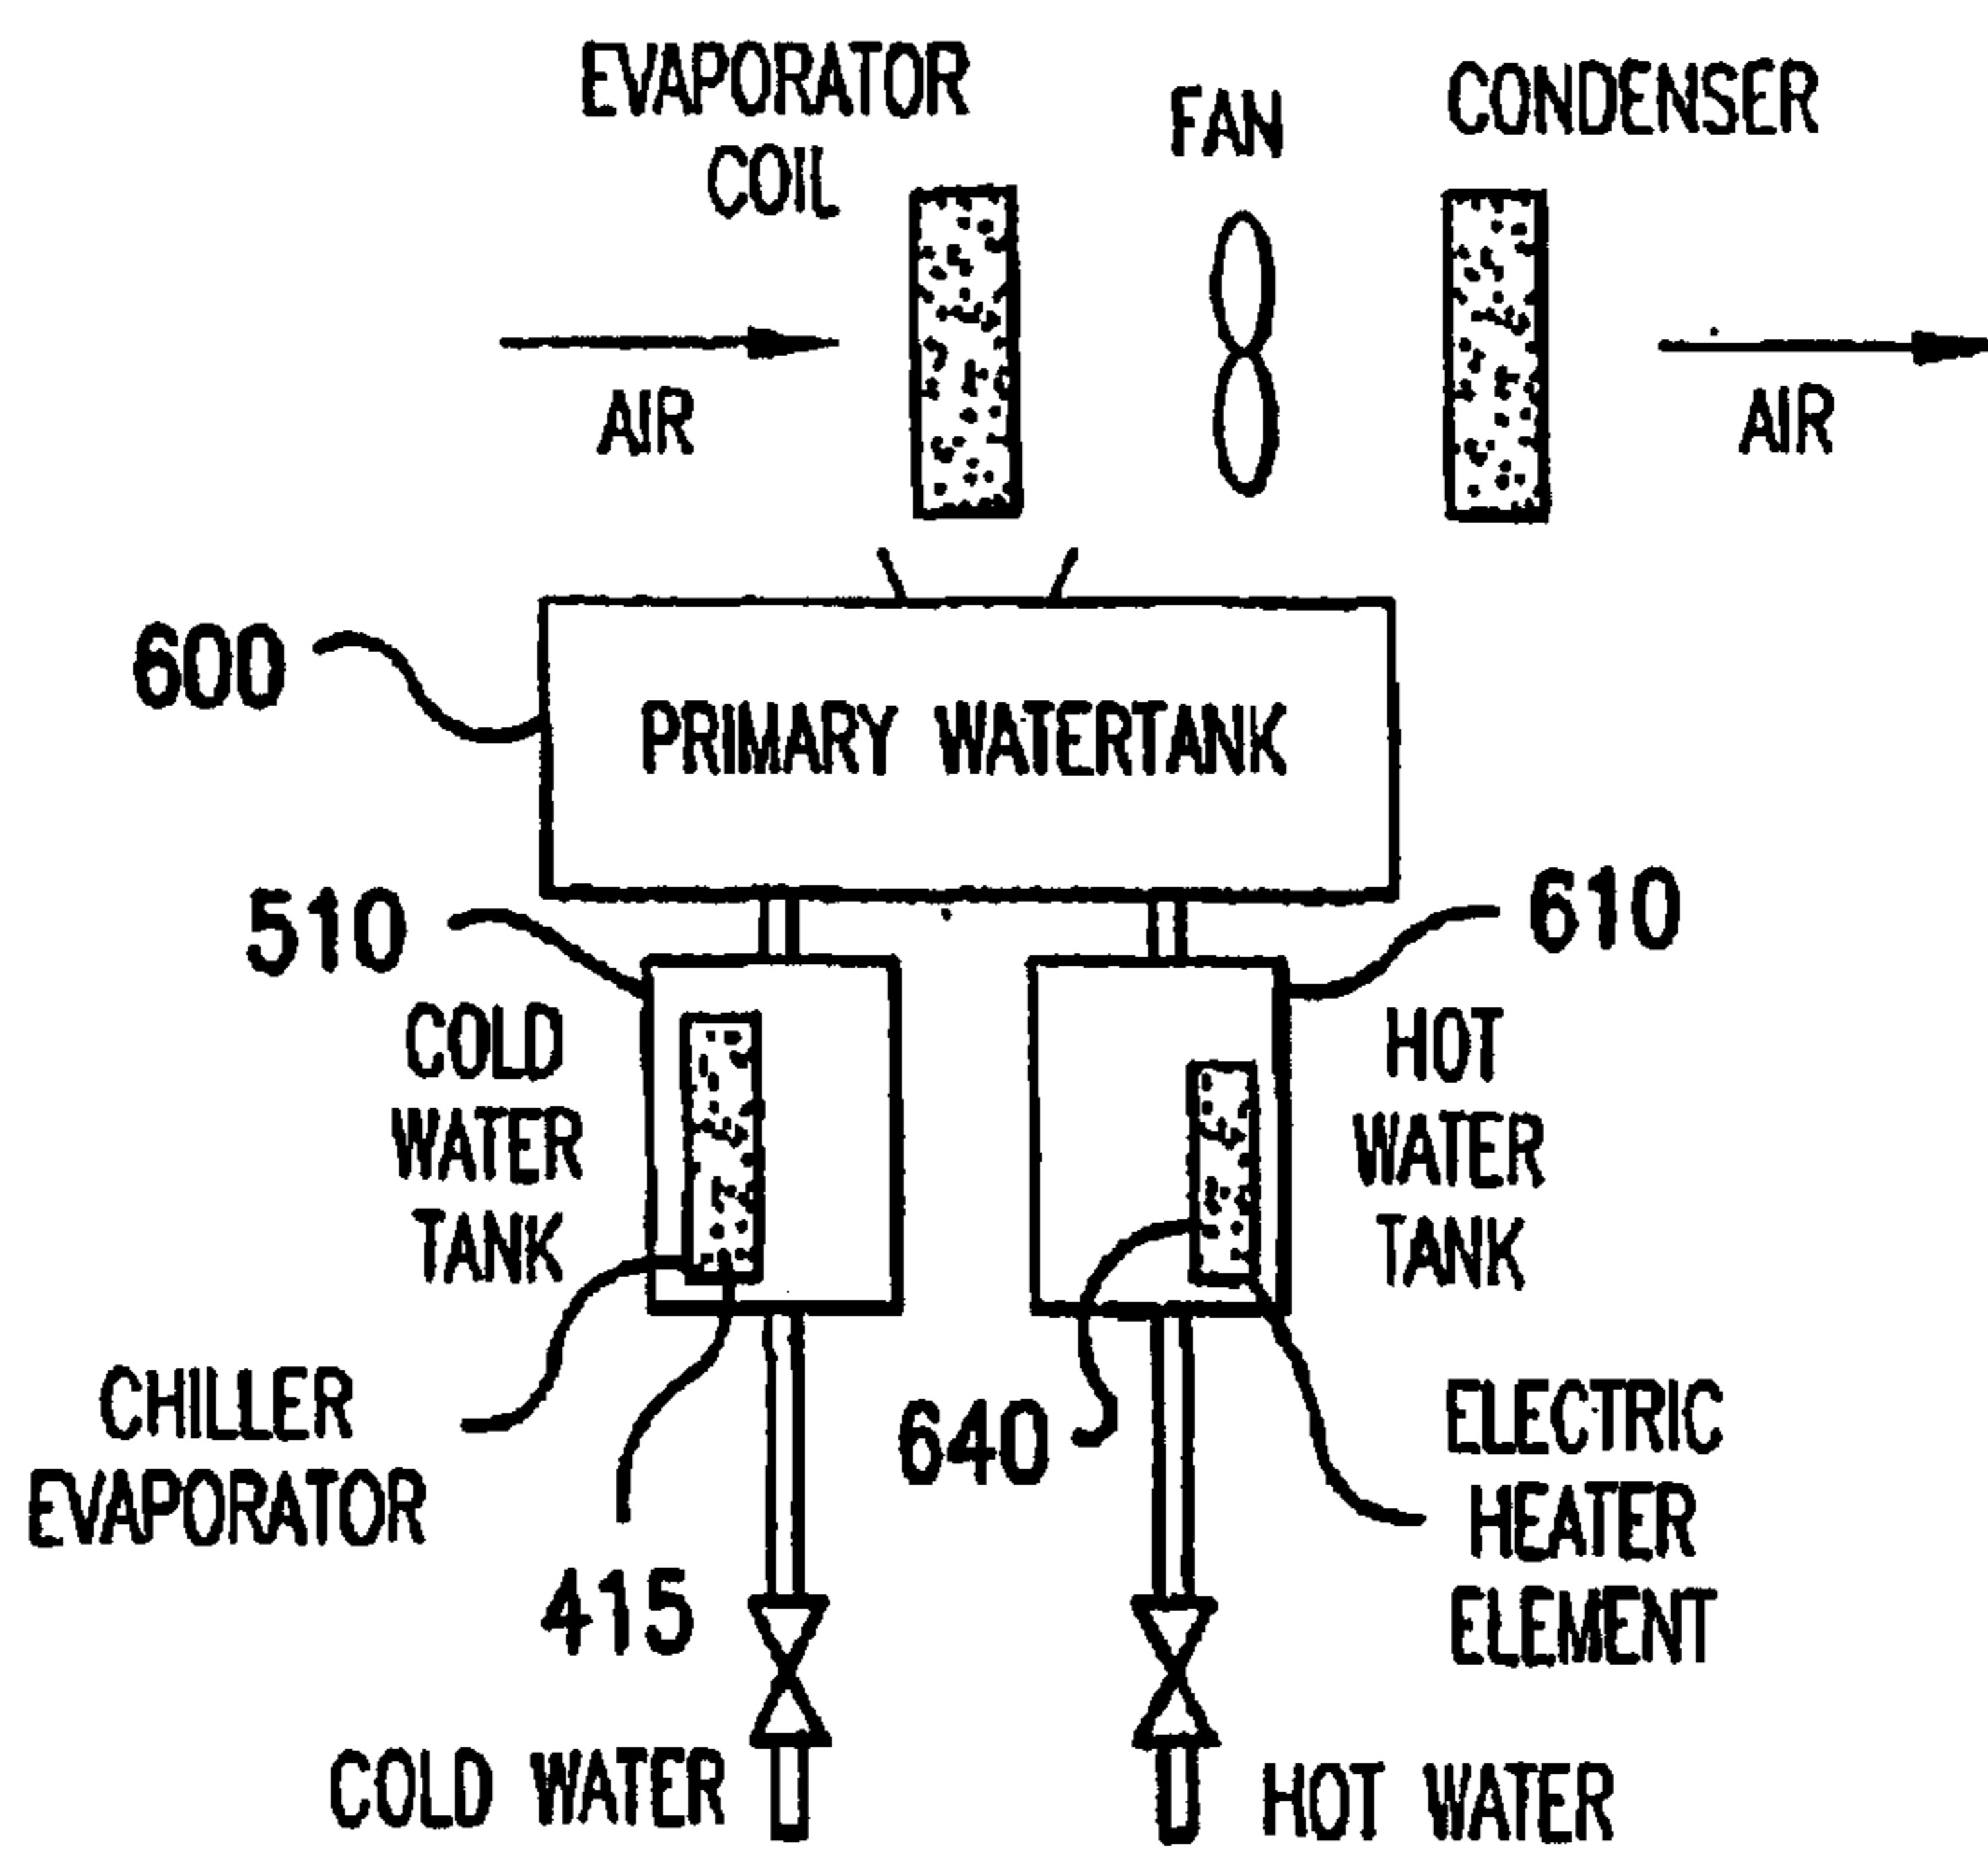 EVAPORATOR
COIL
FAN
CONDENSER
AIR
AIR
600
PRIMARY WATERTANK
510
610
COLD
WATER
TANK
HOT
WATER
TANK
CHILLER
EVAPORATOR
640
ELECTRIC
HEATER
ELEMENT
415
COLD WATER
HOT WATER